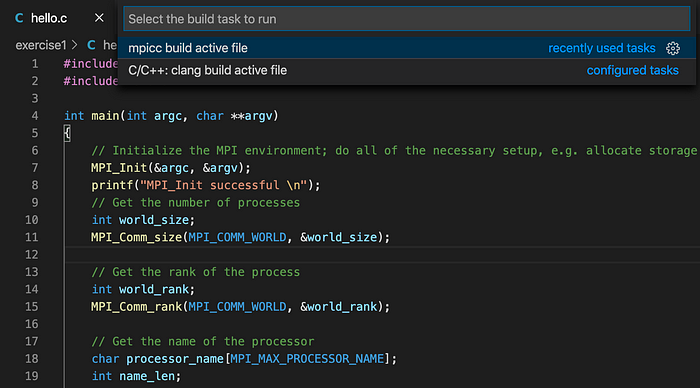 hello.c
Select the build task to run
mpicc build active file recently used tasks
C/C++: clang build active file configured tasks
exercise1 > C
1 #include
2 #include
3
4 int main(int argc, char **argv)
5 {
6 // Initialize the MPI environment; do all of the necessary setup, e.g. allocate storage
7 MPI_Init(&argc, &argv);
8 printf("MPI_Init successful \n");
9 // Get the number of processes
10 int world_size;
11 MPI_Comm_size(MPI_COMM_WORLD, &world_size);
12
13 // Get the rank of the process
14 int world_rank;
15 MPI_Comm_rank(MPI_COMM_WORLD, &world_rank);
16
17 // Get the name of the processor
18 char processor_name[MPI_MAX_PROCESSOR_NAME];
19 int name_len;